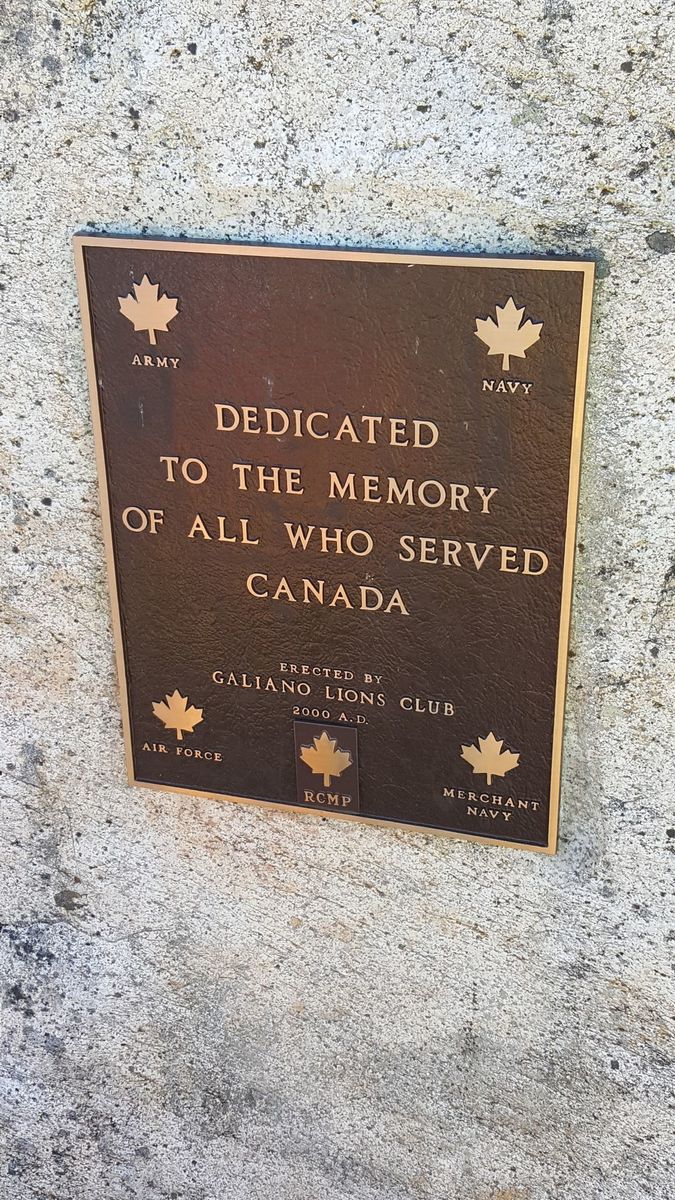 ARMY
NAVY
DEDICATED
TO THE MEMORY
OF ALL WHO SERVED
CANADA
ERECTED BY
GALIANO LIONS CLUB
2000 A.D.
AIR FORCE
RCMP
MERCHANT
NAVY